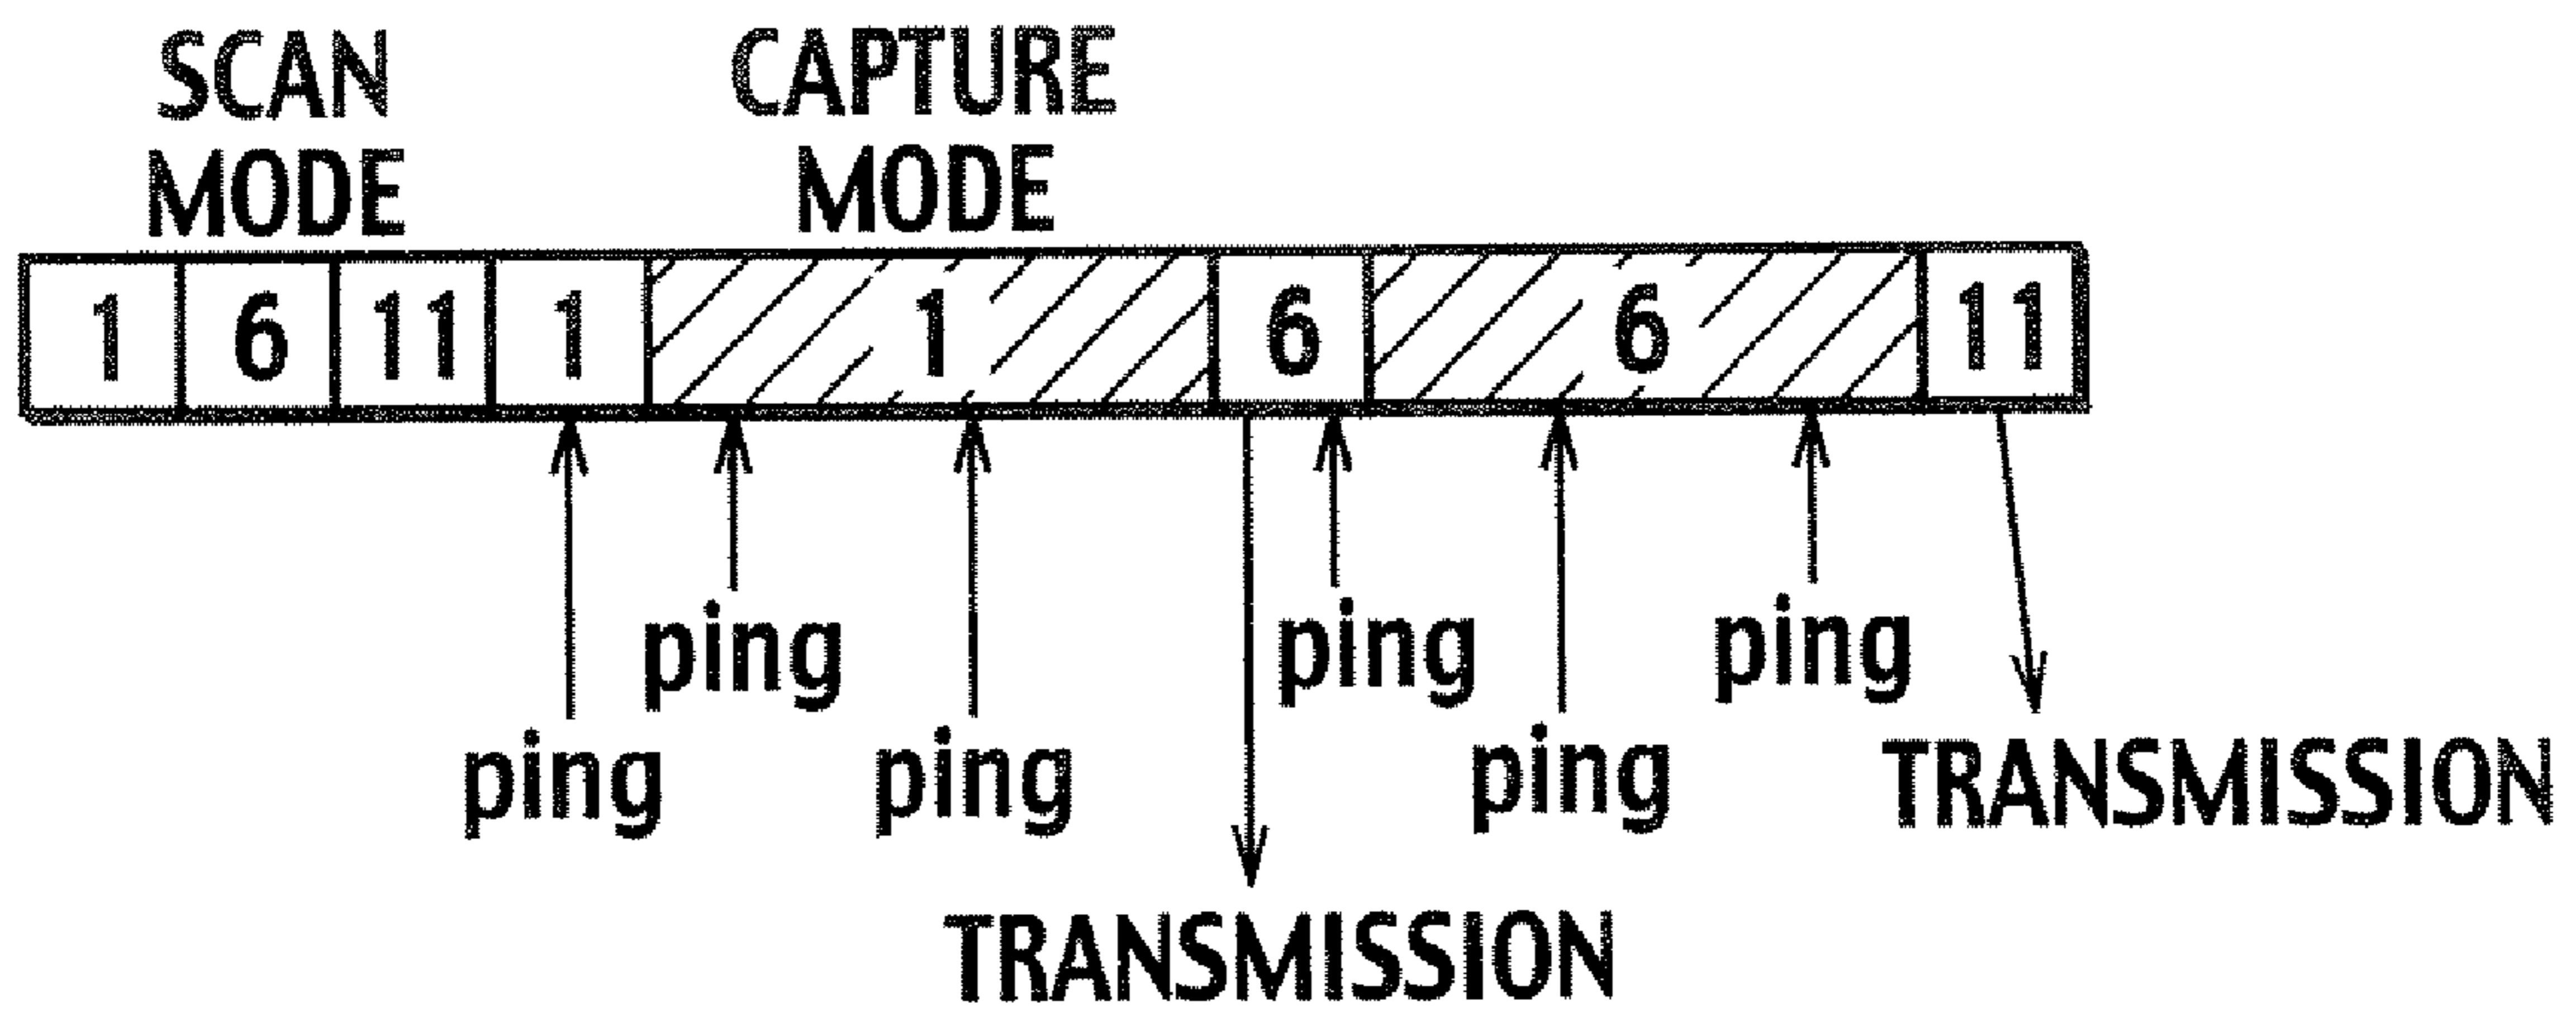 SCAN
MODE
CAPTURE
MODE
1 6 11 1 1 6 6 11
ping ping ping
ping ping ping
TRANSMISSION
TRANSMISSION